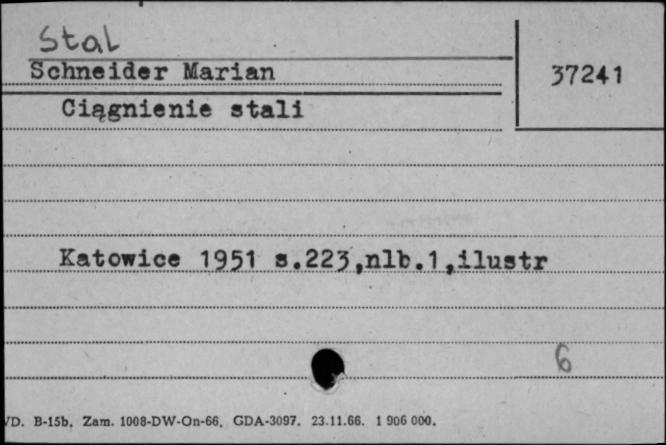 Stal
Schneider Marian
37241
Ciągnienie stali
Katowice 1951 s.223,nlb.1,ilustr
6
VD. B-15b, Zam. 1008-DW-On-66, GDA-3097. 23.11.66. 1 906 000.